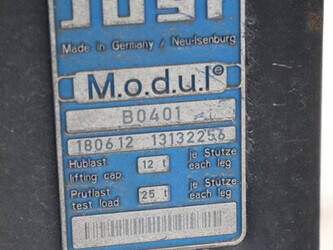 JOST
Made in Germany / Neu-Isenburg
M.o.d.u.l®
B0401
180612 13132256
Hublast 12 t je Stütze
lifting cap. each leg
Prüflast 25 t je Stütze
test load each leg